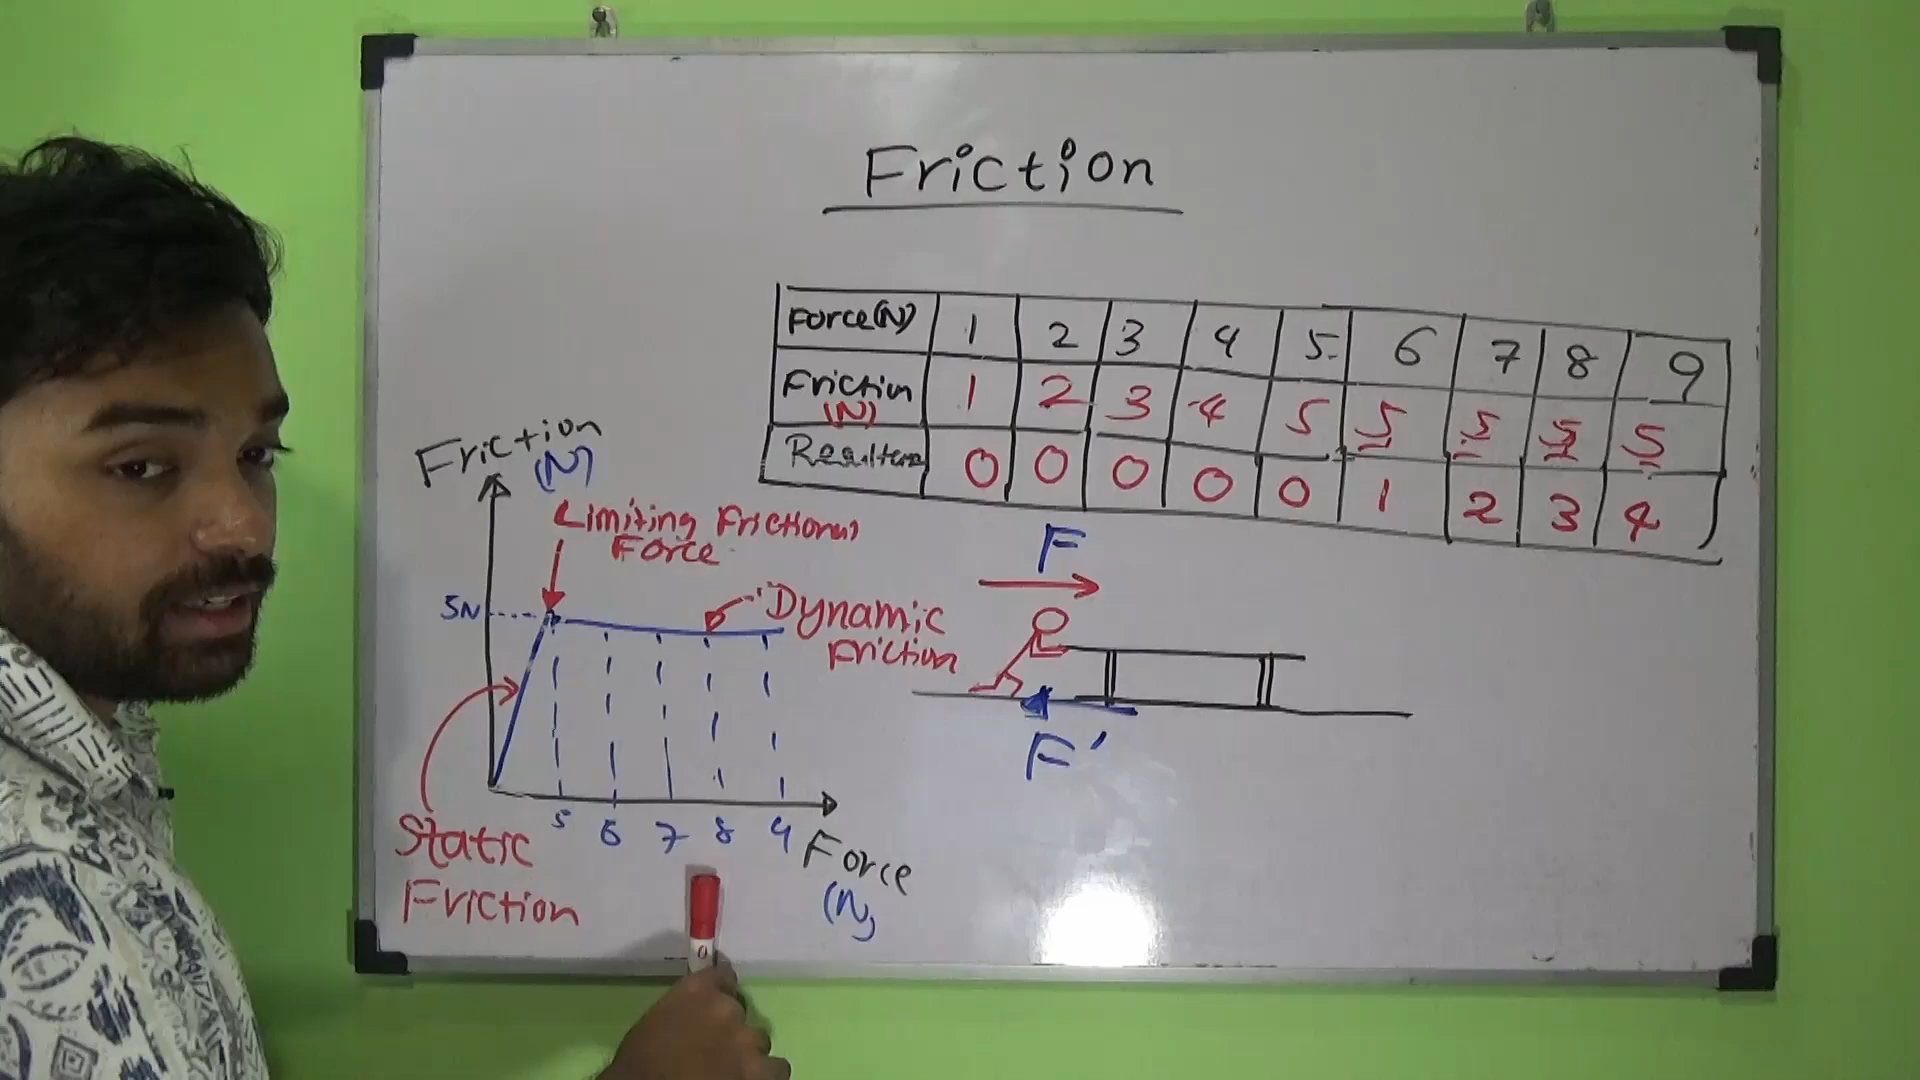 Friction
Force(N) 1 2 3 4 5 6 7 8 9
Friction (N) 1 2 3 4 5 5 5 5 5
0 0 0 0 0 1 2 3 4
Friction
(N)
Limiting Frictional
Force
5N
Dynamic
Friction
5 6 7 8 9
Force
(N)
Static
Friction
F
F'